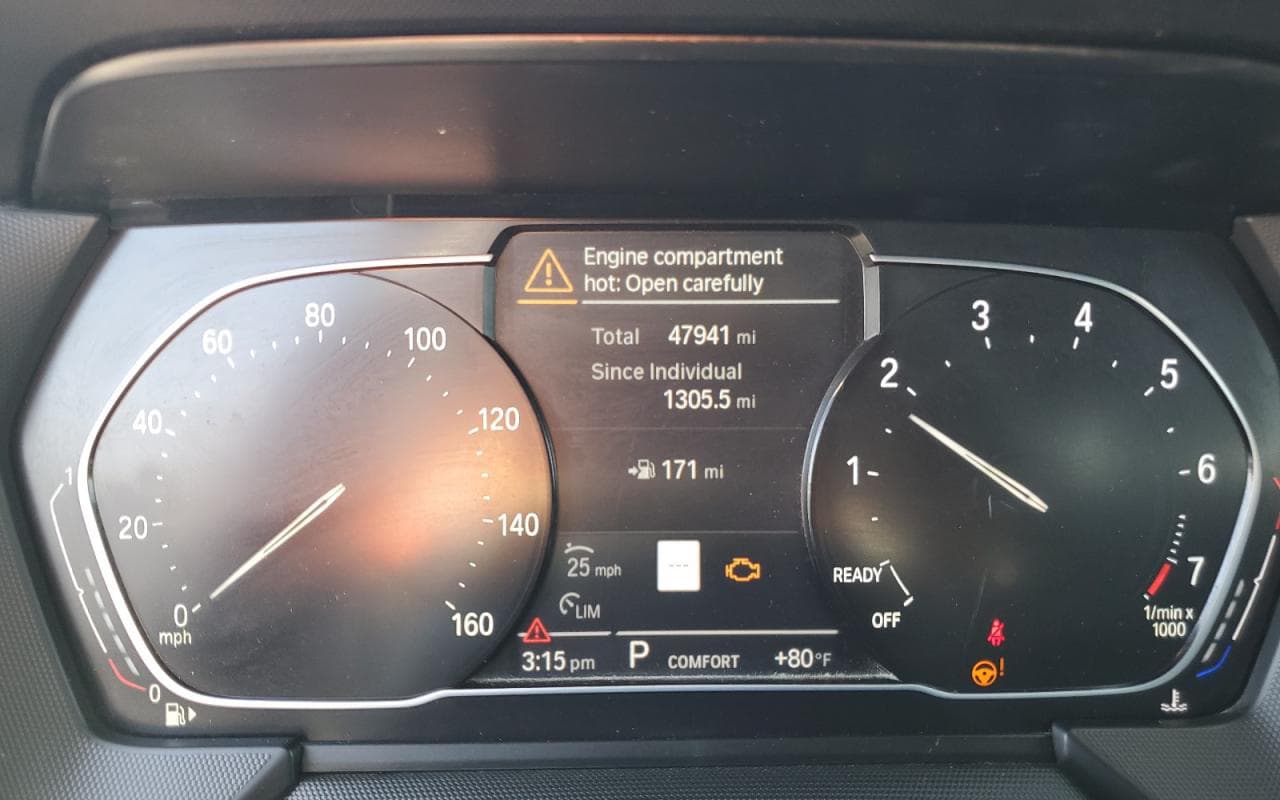 Engine compartment
hot: Open carefully
Total 47941 mi
Since Individual
1305.5 mi
171 mi
25 mph
LIM
3:15 pm P COMFORT +80°F
0
20
40
60
80
100
120
140
160
mph
1
0
OFF
READY
1
2
3
4
5
6
7
1/min x
1000
---